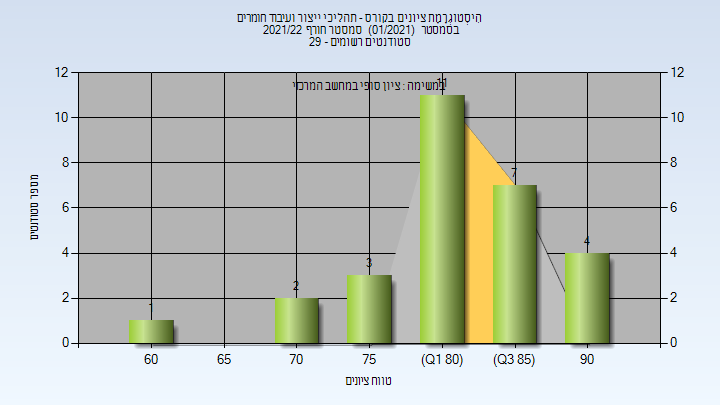 היסטוגרמת ציונים בקורס - תהליכי ייצור ועיבוד חומרים
בסמסטר (01/2021) סמסטר חורף 2021/22
סטודנטים רשומים - 29
במשימה : ציון סופי במחשב המרכזי
12 12
11
10 10
8 8
7
6 6
4 4
4
3
2 2
2
1
0 0
מספר סטודנטים
60 65 70 75 (Q1 80) (Q3 85) 90
טווח ציונים